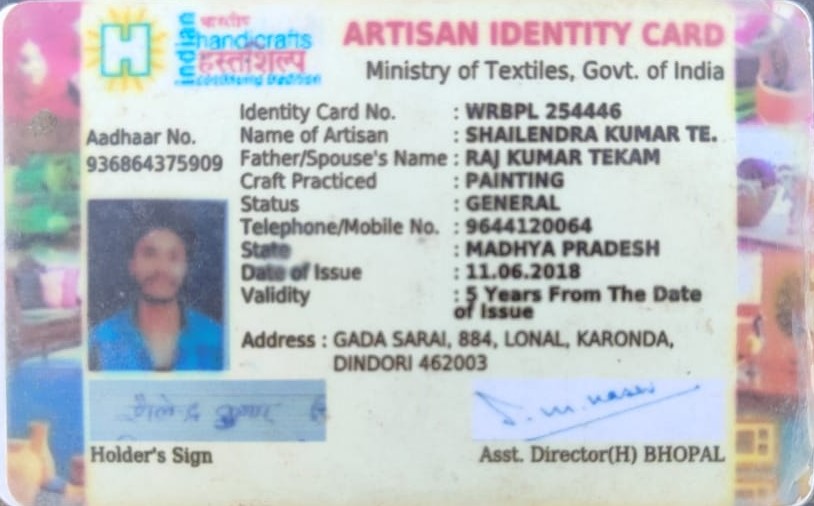 H
Indian
भारतीय
handicrafts
हस्तशिल्प
continuing tradition
ARTISAN IDENTITY CARD
Ministry of Textiles, Govt. of India
Aadhaar No.
936864375909
Identity Card No. : WRBPL 254446
Name of Artisan : SHAILENDRA KUMAR TE.
Father/Spouse's Name : RAJ KUMAR TEKAM
Craft Practiced : PAINTING
Status : GENERAL
Telephone/Mobile No. : 9644120064
State : MADHYA PRADESH
Date of Issue : 11.06.2018
Validity : 5 Years From The Date
of Issue
Address : GADA SARAI, 884, LONAL, KARONDA,
DINDORI 462003
Holder's Sign
Asst. Director(H) BHOPAL